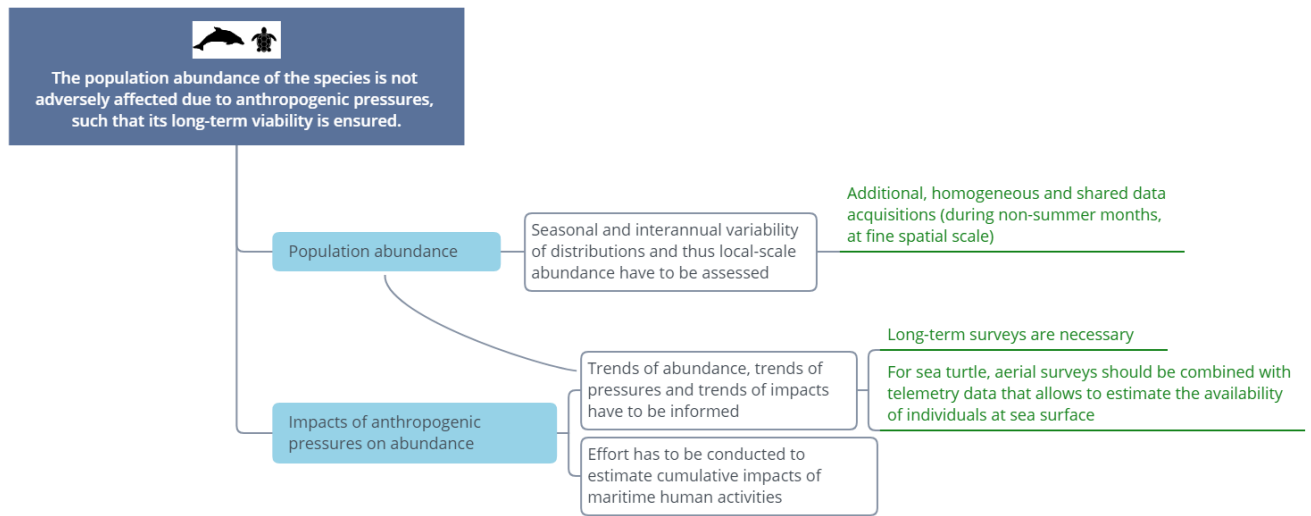 The population abundance of the species is not
adversely affected due to anthropogenic pressures,
such that its long-term viability is ensured.
Population abundance
Seasonal and interannual variability
of distributions and thus local-scale
abundance have to be assessed
Additional, homogeneous and shared data
acquisitions (during non-summer months,
at fine spatial scale)
Impacts of anthropogenic
pressures on abundance
Trends of abundance, trends of
pressures and trends of impacts
have to be informed
Long-term surveys are necessary
For sea turtle, aerial surveys should be combined with
telemetry data that allows to estimate the availability
of individuals at sea surface
Effort has to be conducted to
estimate cumulative impacts of
maritime human activities